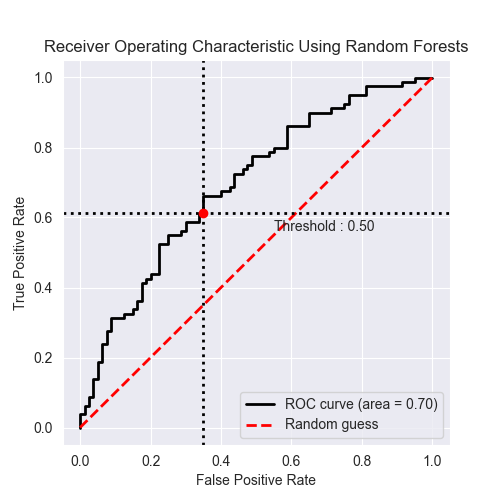 Receiver Operating Characteristic Using Random Forests
1.0
0.8
0.6
0.4
0.2
0.0
True Positive Rate
Threshold : 0.50
ROC curve (area = 0.70)
Random guess
0.0 0.2 0.4 0.6 0.8 1.0
False Positive Rate